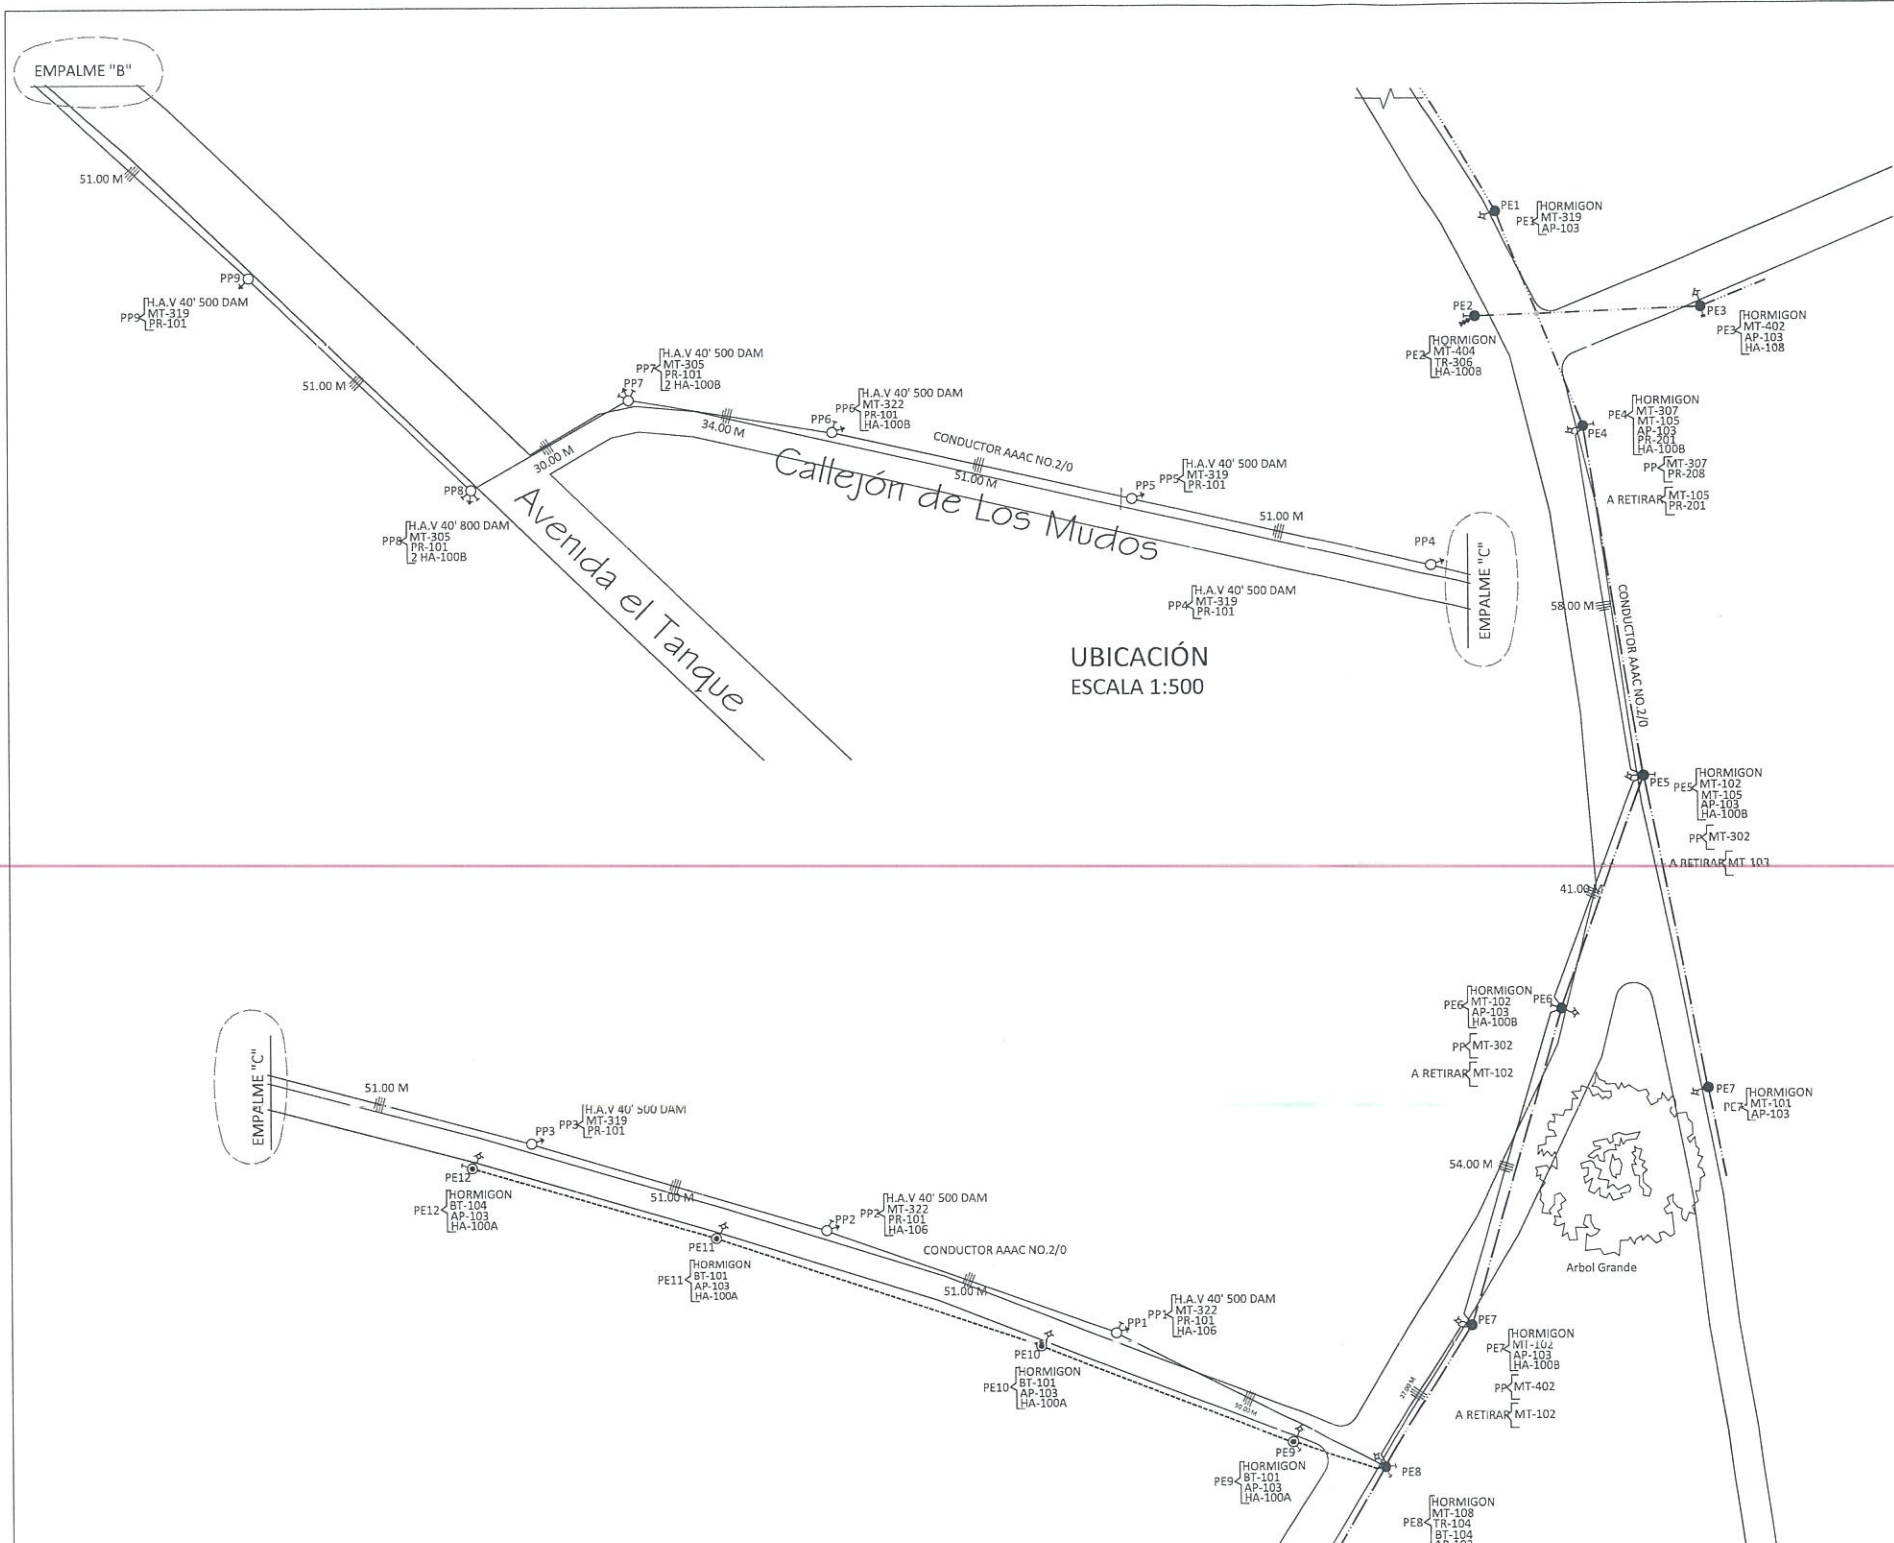 EMPALME "B"
51.00 M
PP9
PP9 H.A.V 40' 500 DAM
MT-319
PR-101
51.00 M
PP8
PP8 H.A.V 40' 800 DAM
MT-305
PR-101
2 HA-100B
30.00 M
PP7 H.A.V 40' 500 DAM
MT-305
PR-101
2 HA-100B
PP7
34.00 M
PP6
PP6 H.A.V 40' 500 DAM
MT-322
PR-101
HA-100B
CONDUCTOR AAAC NO.2/0
51.00 M
PP5
PP5 H.A.V 40' 500 DAM
MT-319
PR-101
51.00 M
PP4
PP4 H.A.V 40' 500 DAM
MT-319
PR-101
EMPALME "C"
Callejón de Los Mudos
Avenida el Tanque
UBICACIÓN
ESCALA 1:500
PE1
PE1 HORMIGON
MT-319
AP-103
PE2
PE2 HORMIGON
MT-404
TR-306
HA-100B
PE3
PE3 HORMIGON
MT-402
AP-103
HA-108
PE4
PE4 HORMIGON
MT-307
MT-105
AP-103
PR-201
HA-100B
PP MT-307
PR-208
A RETIRAR MT-105
PR-201
58.00 M
CONDUCTOR AAAC NO.2/0
PE5
PE5 HORMIGON
MT-102
MT-105
AP-103
HA-100B
PP MT-302
A RETIRAR MT-103
41.00 M
PE6
PE6 HORMIGON
MT-102
AP-103
HA-100B
PP MT-302
A RETIRAR MT-102
PE7
PE7 HORMIGON
MT-101
AP-103
54.00 M
Arbol Grande
EMPALME "C"
51.00 M
PP3
PP3 H.A.V 40' 500 DAM
MT-319
PR-101
PE12
PE12 HORMIGON
BT-104
AP-103
HA-100A
51.00 M
PP2
PP2 H.A.V 40' 500 DAM
MT-322
PR-101
HA-106
PE11
PE11 HORMIGON
BT-101
AP-103
HA-100A
CONDUCTOR AAAC NO.2/0
51.00 M
PP1
PP1 H.A.V 40' 500 DAM
MT-322
PR-101
HA-106
PE10
PE10 HORMIGON
BT-101
AP-103
HA-100A
50.00 M
PE9
PE9 HORMIGON
BT-101
AP-103
HA-100A
PE7
PE7 HORMIGON
MT-102
AP-103
HA-100B
PP MT-402
A RETIRAR MT-102
27.00 M
PE8
PE8 HORMIGON
MT-108
TR-104
BT-104